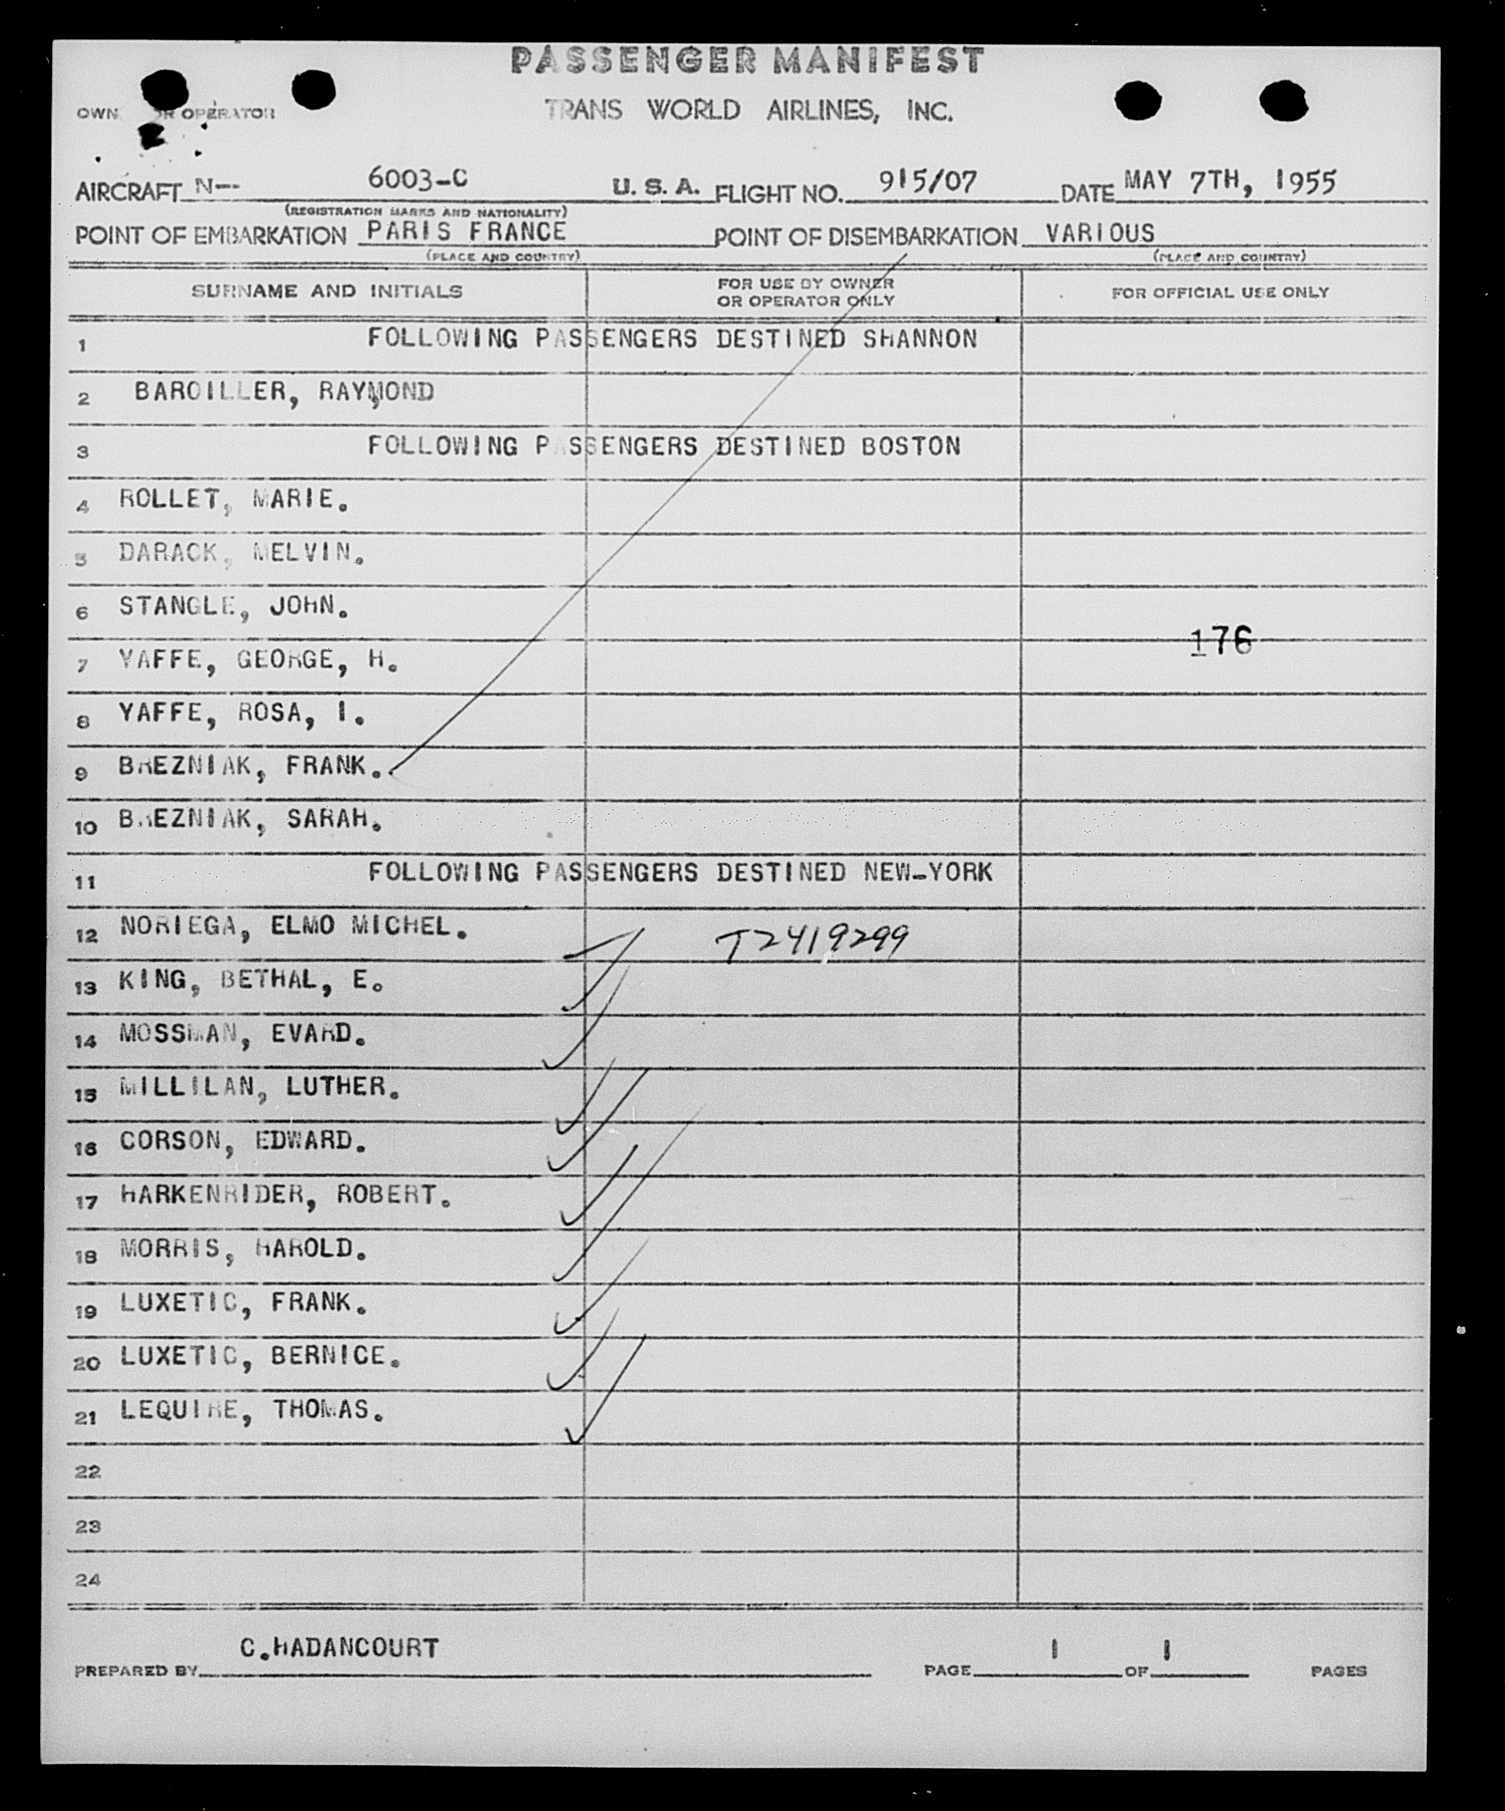 PASSENGER MANIFEST
OWNER OR OPERATOR TRANS WORLD AIRLINES, INC.
AIRCRAFT N-- 6003-C U. S. A. FLIGHT NO. 915/07 DATE MAY 7TH, 1955
(REGISTRATION MARKS AND NATIONALITY)
POINT OF EMBARKATION PARIS FRANCE POINT OF DISEMBARKATION VARIOUS
(PLACE AND COUNTRY) (PLACE AND COUNTRY)
SURNAME AND INITIALS FOR USE BY OWNER OR OPERATOR ONLY FOR OFFICIAL USE ONLY
1 FOLLOWING PASSENGERS DESTINED SHANNON
2 BAROILLER, RAYMOND
3 FOLLOWING PASSENGERS DESTINED BOSTON
4 ROLLET, MARIE.
5 DARACK, MELVIN.
6 STANGLE, JOHN.
176
7 YAFFE, GEORGE, H.
8 YAFFE, ROSA, I.
9 BREZNIAK, FRANK.
10 BREZNIAK, SARAH.
11 FOLLOWING PASSENGERS DESTINED NEW-YORK
12 NORIEGA, ELMO MICHEL. T2419299
13 KING, BETHAL, E.
14 MOSSMAN, EVARD.
15 MILLILAN, LUTHER.
16 CORSON, EDWARD.
17 HARKENRIDER, ROBERT.
18 MORRIS, HAROLD.
19 LUXETIC, FRANK.
20 LUXETIC, BERNICE.
21 LEQUIRE, THOMAS.
22
23
24
PREPARED BY C.HADANCOURT PAGE 1 OF 1 PAGES